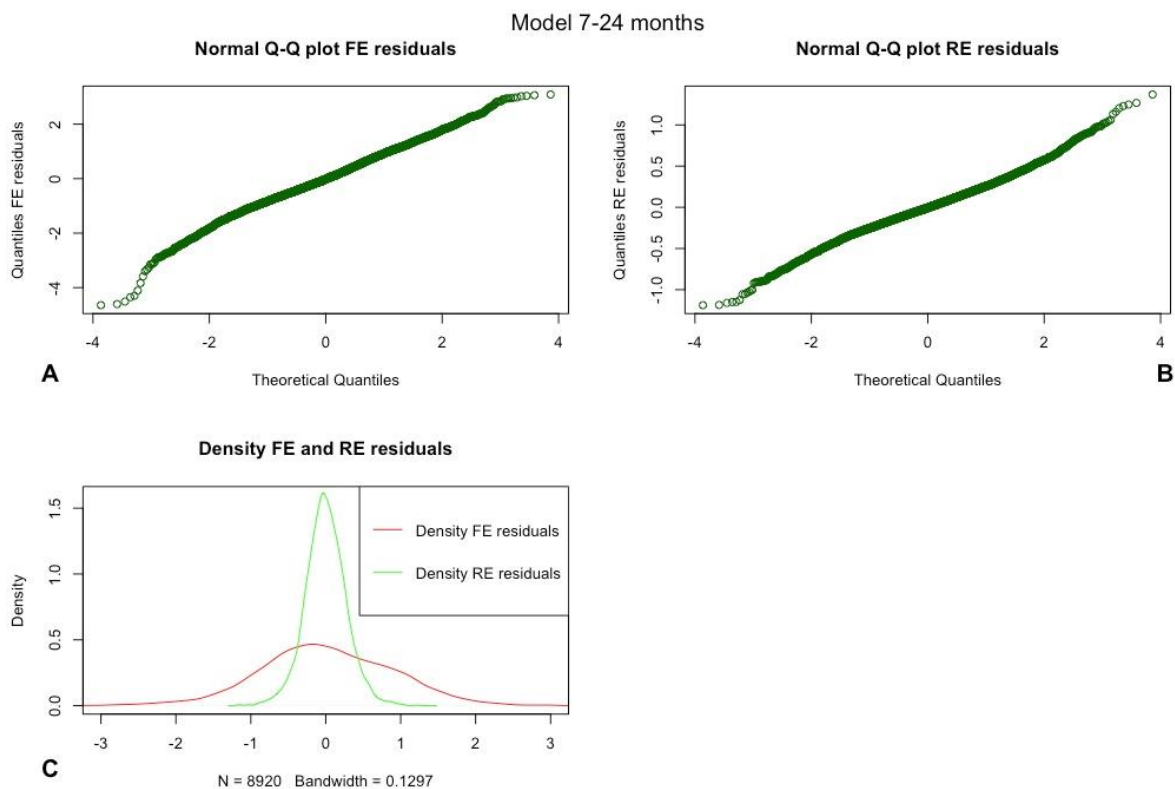 Model 7-24 months
Normal Q-Q plot FE residuals
Quantiles FE residuals
2
0
-2
-4
-4 -2 0 2 4
Theoretical Quantiles
A
Normal Q-Q plot RE residuals
Quantiles RE residuals
1.0
0.5
0.0
-0.5
-1.0
-4 -2 0 2 4
Theoretical Quantiles
B
Density FE and RE residuals
Density
1.5
1.0
0.5
0.0
Density FE residuals
Density RE residuals
-3 -2 -1 0 1 2 3
N = 8920 Bandwidth = 0.1297
C